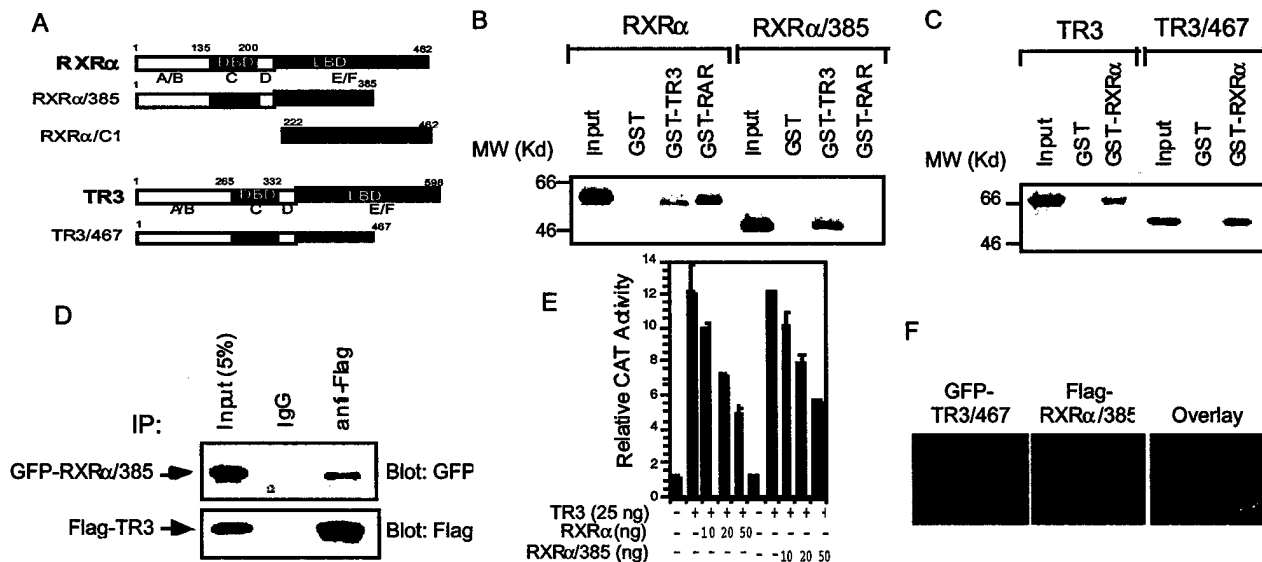 A
1 135 200 462
RXRα DBD LBD
A/B C D E/F
1 385
RXRα/385
222 462
RXRα/C1
1 265 332 598
TR3 DBD LBD
A/B C D E/F
1 467
TR3/467
B
RXRα RXRα/385
Input GST GST-TR3 GST-RAR Input GST GST-TR3 GST-RAR
MW (Kd)
66
46
C
TR3 TR3/467
Input GST GST-RXRα Input GST GST-RXRα
MW (Kd)
66
46
D
Input (5%) IgG anti-Flag
IP:
GFP-RXRα/385 Blot: GFP
Flag-TR3 Blot: Flag
E
Relative CAT Activity
14
12
10
8
6
4
2
0
TR3 (25 ng) - + + + + - + + + +
RXRα (ng) - - 10 20 50 - - - - -
RXRα/385 (ng) - - - - - - - 10 20 50
F
GFP- Flag-
TR3/467 RXRα/385 Overlay